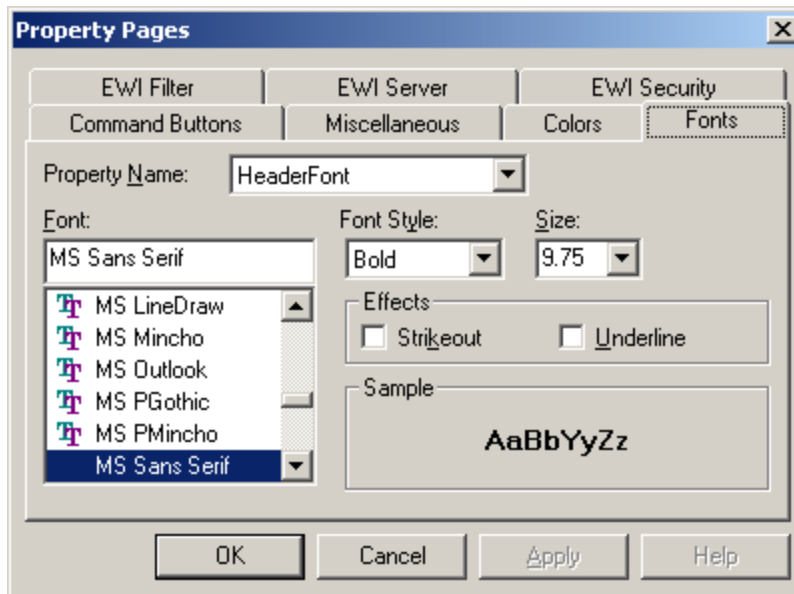 Property Pages
EWI Filter EWI Server EWI Security
Command Buttons Miscellaneous Colors Fonts
Property Name: HeaderFont
Font: Font Style: Size:
MS Sans Serif Bold 9.75
MS LineDraw
MS Mincho
MS Outlook
MS PGothic
MS PMincho
MS Sans Serif
Effects
Strikeout Underline
Sample
AaBbYyZz
OK Cancel Apply Help